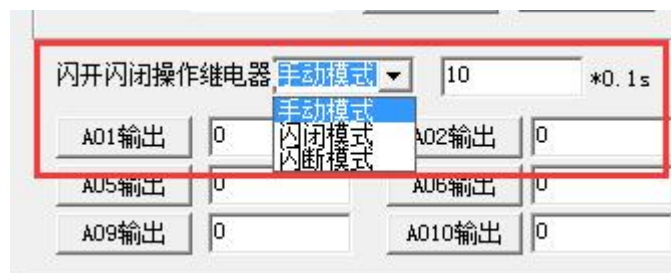 闪开闪闭操作继电器 手动模式 10 *0.1s
手动模式
闪闭模式
闪断模式
A01输出 0 A02输出 0
A05输出 0 A06输出 0
A09输出 0 A010输出 0